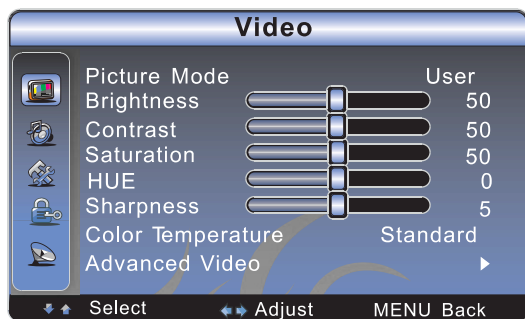 Video
Picture Mode User
Brightness 50
Contrast 50
Saturation 50
HUE 0
Sharpness 5
Color Temperature Standard
Advanced Video
Select Adjust MENU Back